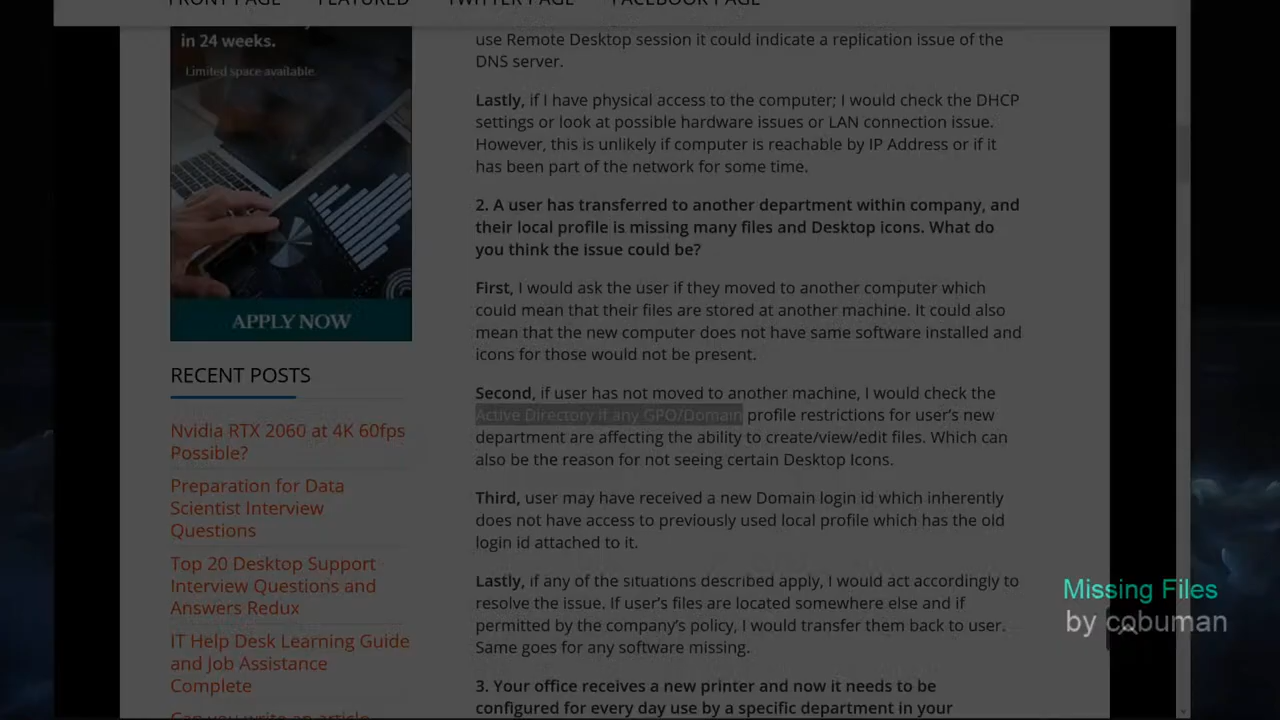 FRONT PAGE FEATURED TWITTER PAGE FACEBOOK PAGE
in 24 weeks.
Limited space available.
APPLY NOW
RECENT POSTS
Nvidia RTX 2060 at 4K 60fps
Possible?
Preparation for Data
Scientist Interview
Questions
Top 20 Desktop Support
Interview Questions and
Answers Redux
IT Help Desk Learning Guide
and Job Assistance
Complete
Can you write an article
use Remote Desktop session it could indicate a replication issue of the
DNS server.
Lastly, if I have physical access to the computer; I would check the DHCP
settings or look at possible hardware issues or LAN connection issue.
However, this is unlikely if computer is reachable by IP Address or if it
has been part of the network for some time.
2. A user has transferred to another department within company, and
their local profile is missing many files and Desktop icons. What do
you think the issue could be?
First, I would ask the user if they moved to another computer which
could mean that their files are stored at another machine. It could also
mean that the new computer does not have same software installed and
icons for those would not be present.
Second, if user has not moved to another machine, I would check the
Active Directory if any GPO/Domain profile restrictions for user's new
department are affecting the ability to create/view/edit files. Which can
also be the reason for not seeing certain Desktop Icons.
Third, user may have received a new Domain login id which inherently
does not have access to previously used local profile which has the old
login id attached to it.
Lastly, if any of the situations described apply, I would act accordingly to
resolve the issue. If user's files are located somewhere else and if
permitted by the company's policy, I would transfer them back to user.
Same goes for any software missing.
3. Your office receives a new printer and now it needs to be
configured for every day use by a specific department in your
Missing Files
by cobuman